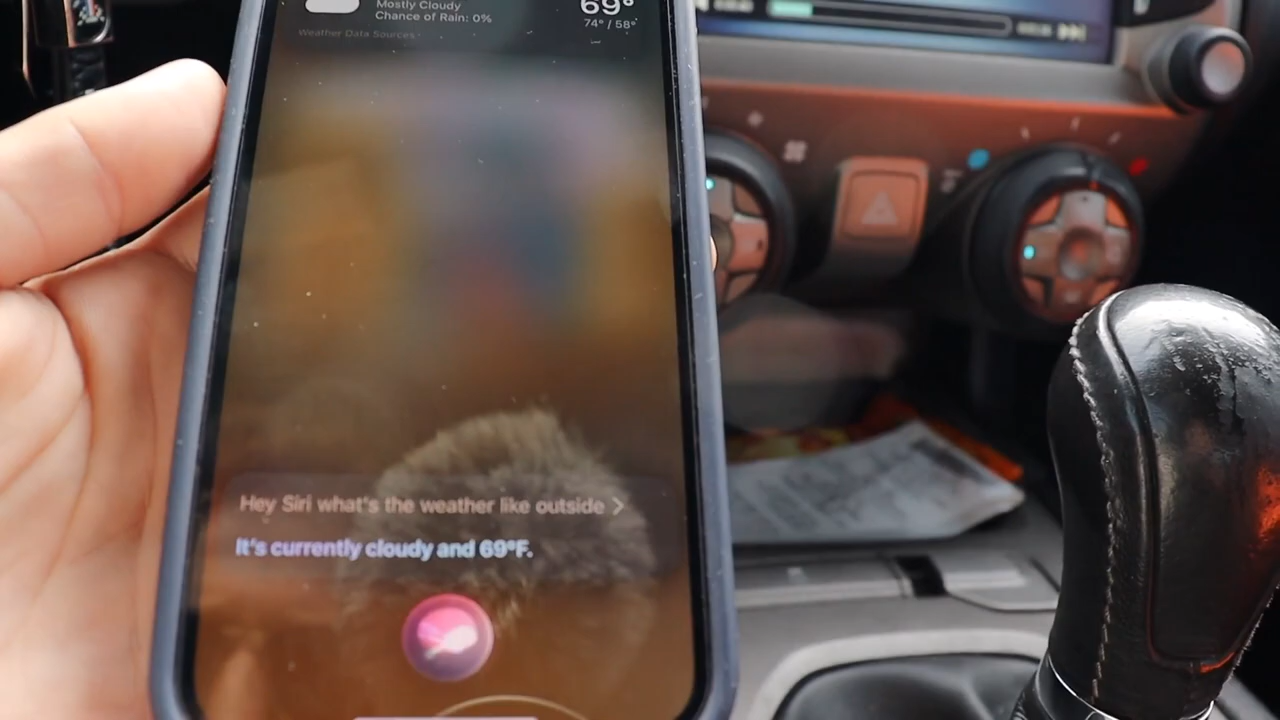 Mostly Cloudy
69°
Chance of Rain: 0%
74° / 58°
Weather Data Sources
Hey Siri what's the weather like outside
It's currently cloudy and 69°F.